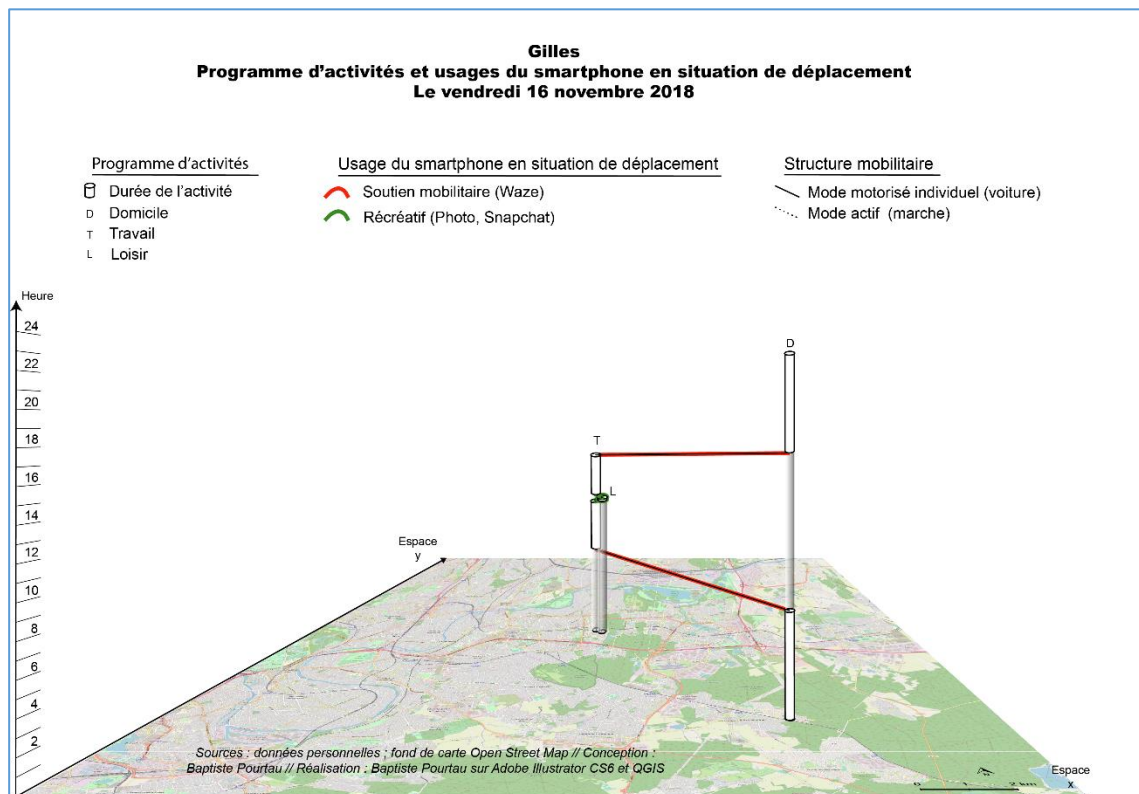 Gilles
Programme d’activités et usages du smartphone en situation de déplacement
Le vendredi 16 novembre 2018
Programme d’activités
Durée de l’activité
D Domicile
T Travail
L Loisir
Usage du smartphone en situation de déplacement
Soutien mobilitaire (Waze)
Récréatif (Photo, Snapchat)
Structure mobilitaire
Mode motorisé individuel (voiture)
Mode actif (marche)
Heure
24
22
20
18
16
14
12
10
8
6
4
2
D
T
L
Espace
y
Sources : données personnelles ; fond de carte Open Street Map // Conception :
Baptiste Pourtau // Réalisation : Baptiste Pourtau sur Adobe Illustrator CS6 et QGIS
N
0 1 2 km
Espace
x